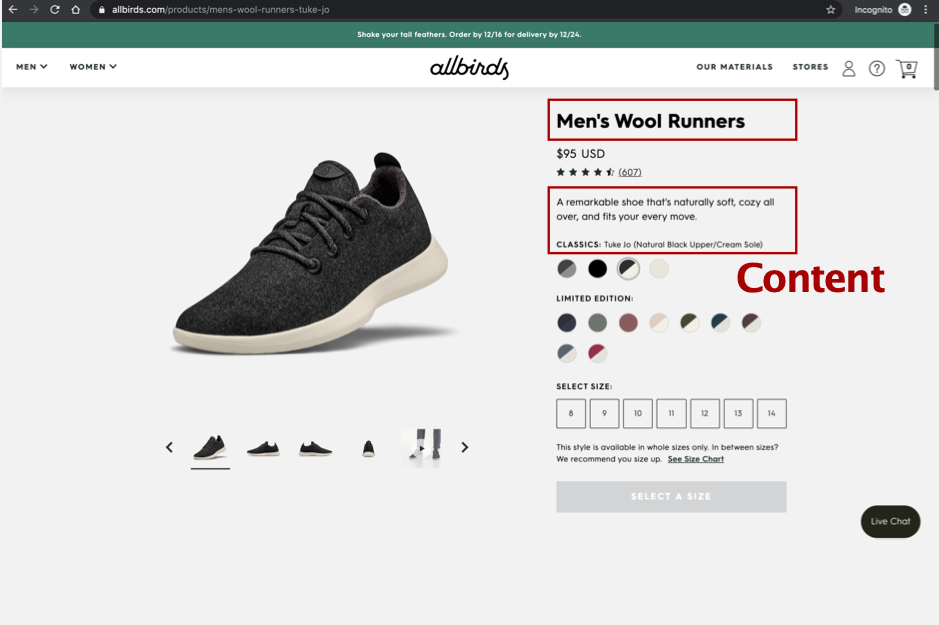 allbirds.com/products/mens-wool-runners-tuke-jo
Incognito
Shake your tail feathers. Order by 12/16 for delivery by 12/24.
MEN
WOMEN
allbirds
OUR MATERIALS
STORES
?
0
Men's Wool Runners
$95 USD
(607)
A remarkable shoe that's naturally soft, cozy all
over, and fits your every move.
CLASSICS: Tuke Jo (Natural Black Upper/Cream Sole)
Content
LIMITED EDITION:
SELECT SIZE:
8 9 10 11 12 13 14
This style is available in whole sizes only. In between sizes?
We recommend you size up. See Size Chart
SELECT A SIZE
Live Chat